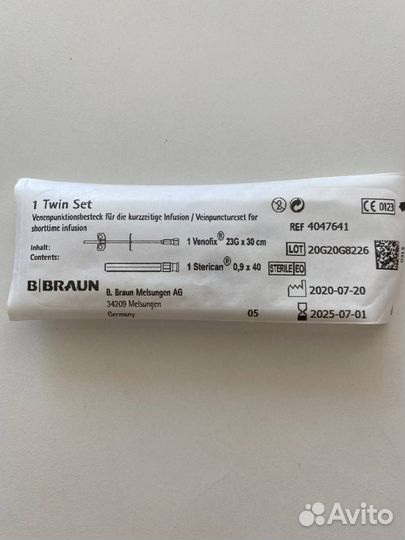 1 Twin Set
Venenpunktionsbesteck für die kurzzeitige Infusion / Veinpunctureset for
shorttime infusion
Inhalt:
Contents:
1 Venofix® 23G x 30 cm
1 Sterican® 0,9 x 40
B|BRAUN
B. Braun Melsungen AG
34209 Melsungen
Germany
05
2
CE 0123
REF 4047641
LOT 20G20G8226
STERILE EO
2020-07-20
2025-07-01
Avito